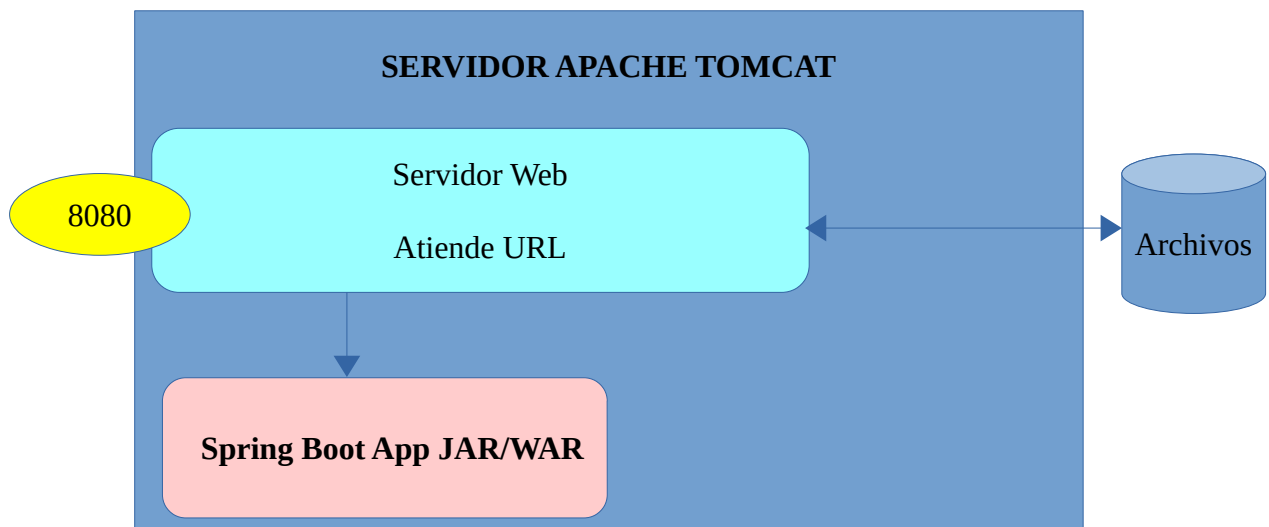 SERVIDOR APACHE TOMCAT
Servidor Web
8080
Atiende URL
Archivos
Spring Boot App JAR/WAR